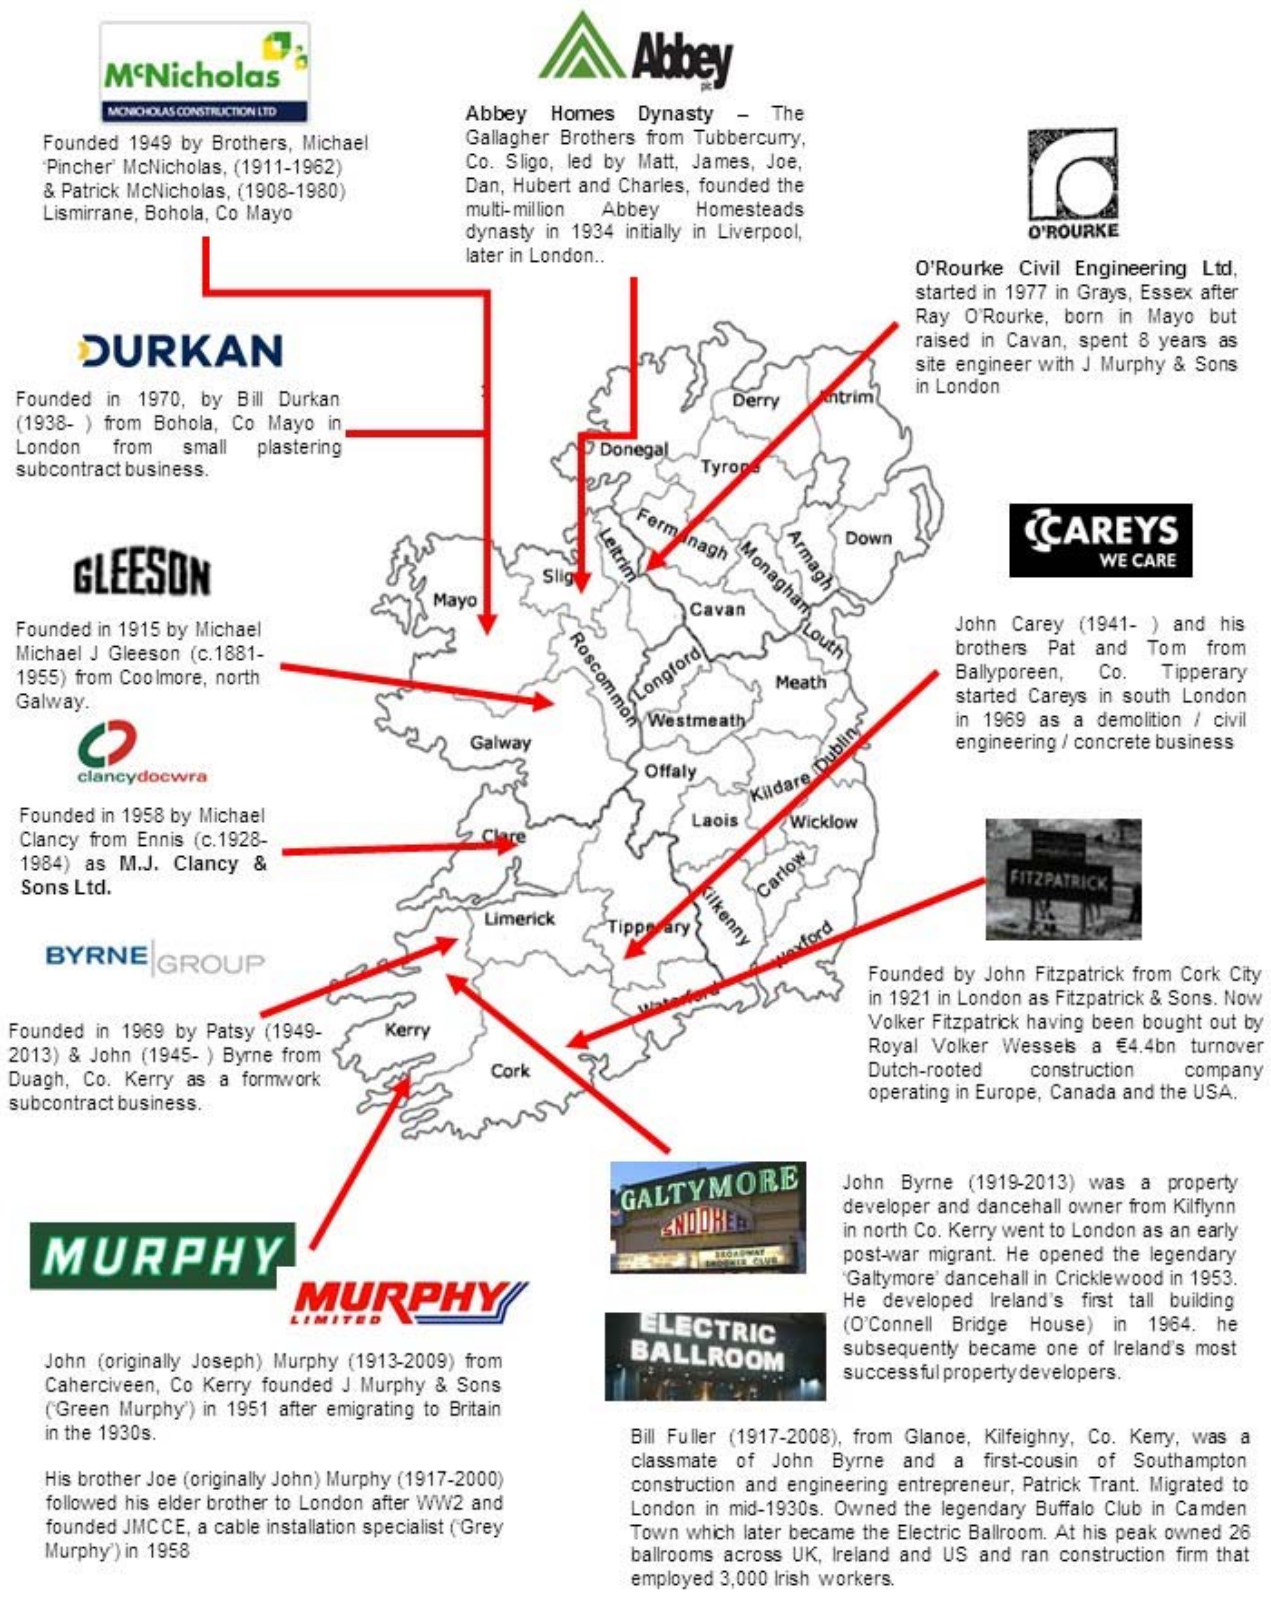 McNicholas
MCNICHOLAS CONSTRUCTION LTD
Founded 1949 by Brothers, Michael
'Pincher' McNicholas, (1911-1962)
& Patrick McNicholas, (1908-1980)
Lismirrane, Bohola, Co Mayo
Abbey
plc
Abbey Homes Dynasty – The
Gallagher Brothers from Tubbercurry,
Co. Sligo, led by Matt, James, Joe,
Dan, Hubert and Charles, founded the
multi-million Abbey Homesteads
dynasty in 1934 initially in Liverpool,
later in London..
O'ROURKE
O'Rourke Civil Engineering Ltd,
started in 1977 in Grays, Essex after
Ray O'Rourke, born in Mayo but
raised in Cavan, spent 8 years as
site engineer with J Murphy & Sons
in London
DURKAN
Founded in 1970, by Bill Durkan
(1938- ) from Bohola, Co Mayo in
London from small plastering
subcontract business.
GLEESON
Founded in 1915 by Michael
Michael J Gleeson (c.1881-
1955) from Coolmore, north
Galway.
clancydocwra
Founded in 1958 by Michael
Clancy from Ennis (c.1928-
1984) as M.J. Clancy &
Sons Ltd.
BYRNE GROUP
Founded in 1969 by Patsy (1949-
2013) & John (1945- ) Byrne from
Duagh, Co. Kerry as a formwork
subcontract business.
Derry
Antrim
Donegal
Tyrone
Fermanagh
Leitrim
Monaghan
Armagh
Down
Sligo
Mayo
Cavan
Louth
Roscommon
Longford
Meath
Westmeath
Galway
Dublin
Offaly
Kildare
Laois
Wicklow
Clare
Carlow
Limerick
Tipperary
Kilkenny
Wexford
Waterford
Kerry
Cork
CAREYS
WE CARE
John Carey (1941- ) and his
brothers Pat and Tom from
Ballyporeen, Co. Tipperary
started Careys in south London
in 1969 as a demolition / civil
engineering / concrete business
FITZPATRICK
Founded by John Fitzpatrick from Cork City
in 1921 in London as Fitzpatrick & Sons. Now
Volker Fitzpatrick having been bought out by
Royal Volker Wessels a €4.4bn turnover
Dutch-rooted construction company
operating in Europe, Canada and the USA.
GALTYMORE
SNOOKER
BROADWAY
SNOOKER CLUB
John Byrne (1919-2013) was a property
developer and dancehall owner from Kilflynn
in north Co. Kerry went to London as an early
post-war migrant. He opened the legendary
'Galtymore' dancehall in Cricklewood in 1953.
He developed Ireland's first tall building
(O'Connell Bridge House) in 1964. he
subsequently became one of Ireland's most
successful property developers.
ELECTRIC
BALLROOM
MURPHY
MURPHY
LIMITED
John (originally Joseph) Murphy (1913-2009) from
Caherciveen, Co Kerry founded J Murphy & Sons
('Green Murphy') in 1951 after emigrating to Britain
in the 1930s.
His brother Joe (originally John) Murphy (1917-2000)
followed his elder brother to London after WW2 and
founded JMCCE, a cable installation specialist ('Grey
Murphy') in 1958
Bill Fuller (1917-2008), from Glanoe, Kilfeighny, Co. Kerry, was a
classmate of John Byrne and a first-cousin of Southampton
construction and engineering entrepreneur, Patrick Trant. Migrated to
London in mid-1930s. Owned the legendary Buffalo Club in Camden
Town which later became the Electric Ballroom. At his peak owned 26
ballrooms across UK, Ireland and US and ran construction firm that
employed 3,000 Irish workers.